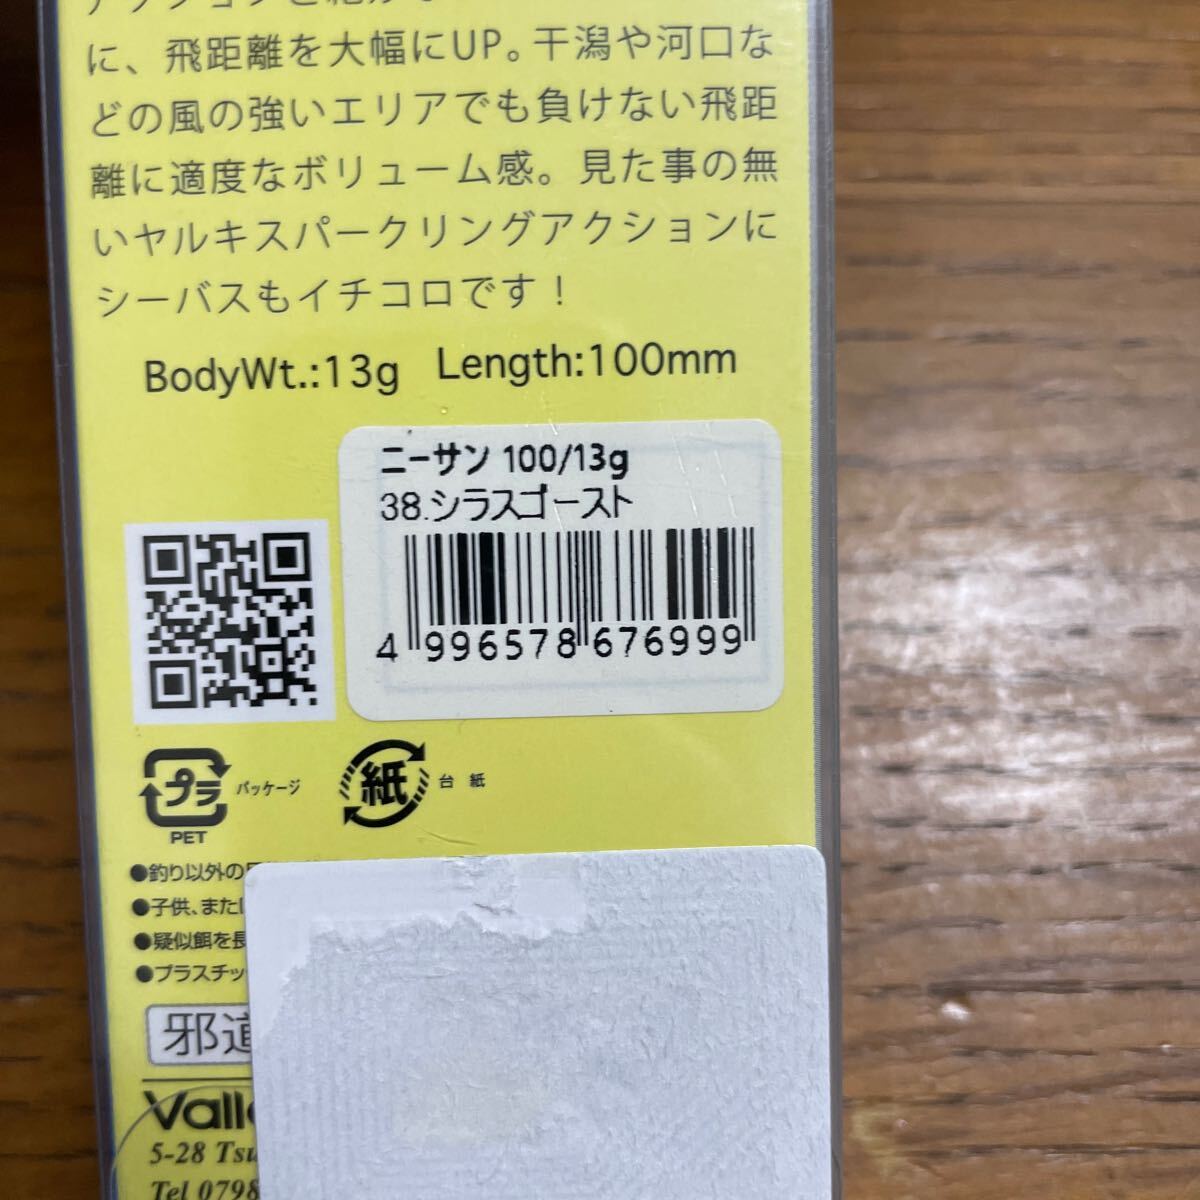 に、飛距離を大幅にUP。干潟や河口な
どの風の強いエリアでも負けない飛距
離に適度なボリューム感。見た事の無
いヤルキスパークリングアクションに
シーバスもイチコロです！
BodyWt.:13g Length:100mm
ニーサン 100/13g
38.シラスゴースト
4 996578 676999
プラ パッケージ
PET
紙 台紙
●釣り以外の
●子供、また
●疑似餌を長
●プラスチッ
邪道
Valle
5-28 Tsu
Tel 0798